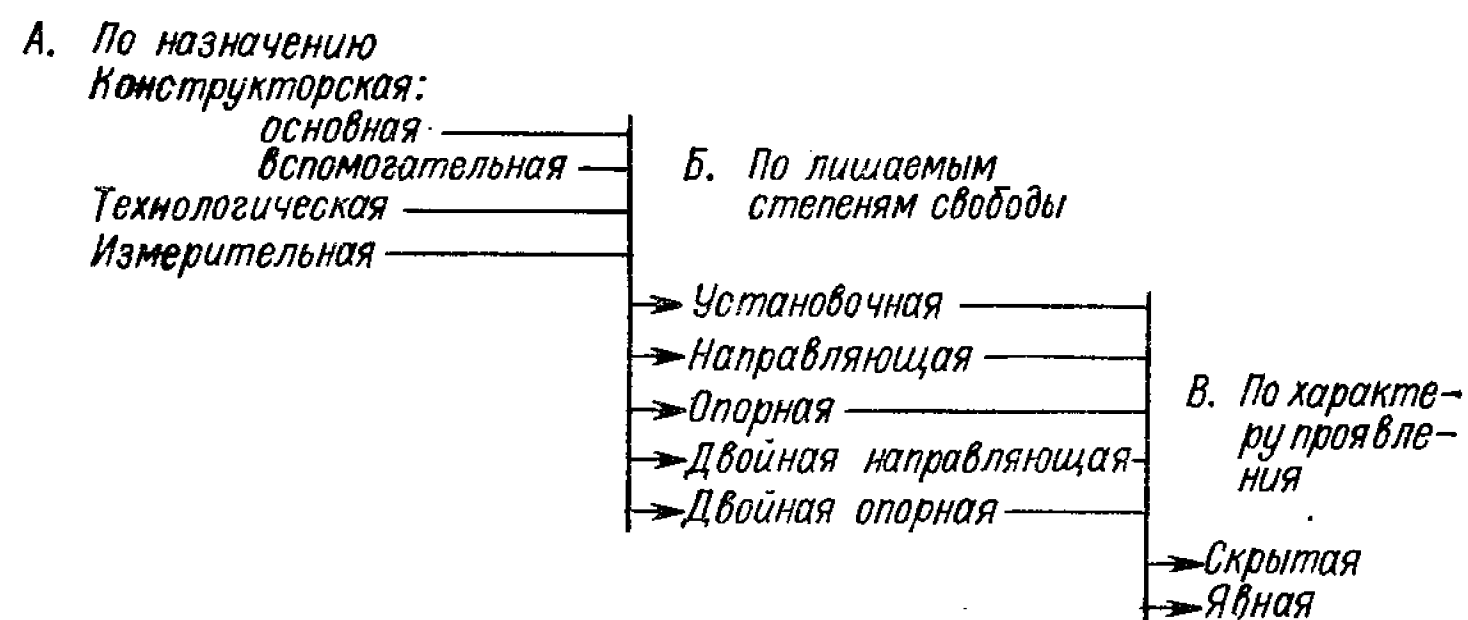 А. По назначению
Конструкторская:
основная
вспомогательная
Технологическая
Измерительная
Б. По лишаемым
степеням свободы
Установочная
Направляющая
Опорная
Двойная направляющая
Двойная опорная
В. По характе-
ру проявле-
ния
Скрытая
Явная